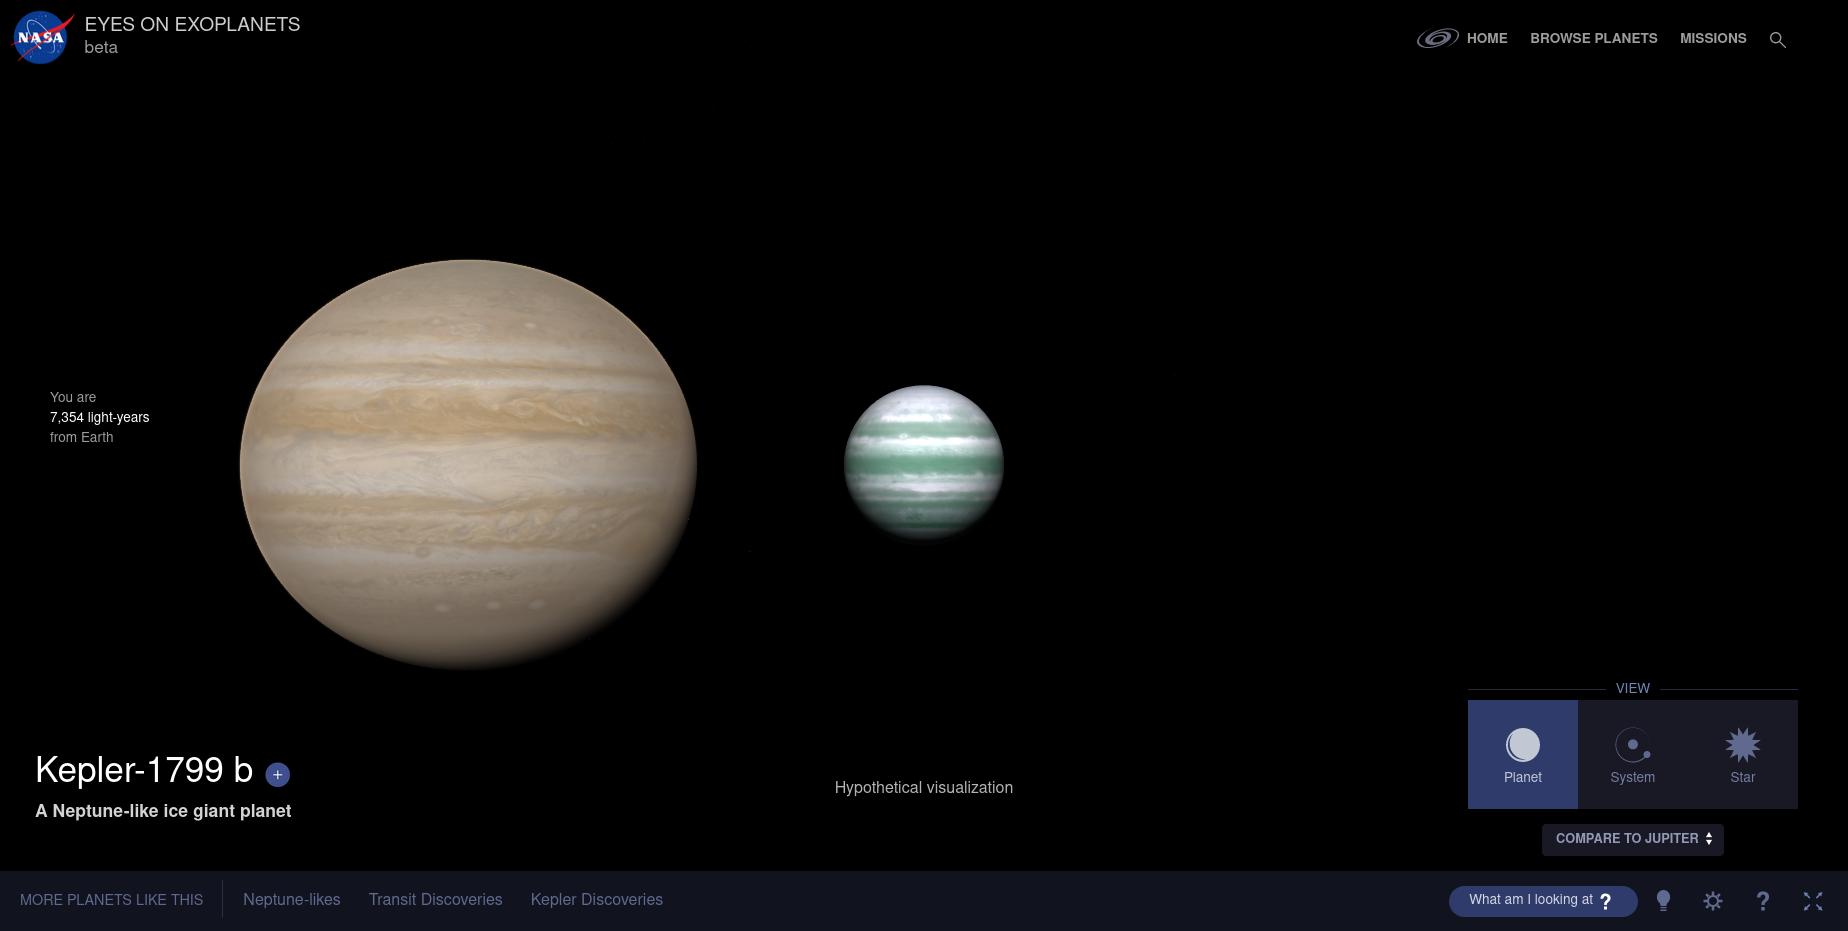 NASA
EYES ON EXOPLANETS
beta
HOME
BROWSE PLANETS
MISSIONS
You are
7,354 light-years
from Earth
Kepler-1799 b +
A Neptune-like ice giant planet
Hypothetical visualization
VIEW
Planet
System
Star
COMPARE TO JUPITER
MORE PLANETS LIKE THIS
Neptune-likes
Transit Discoveries
Kepler Discoveries
What am I looking at ?
?